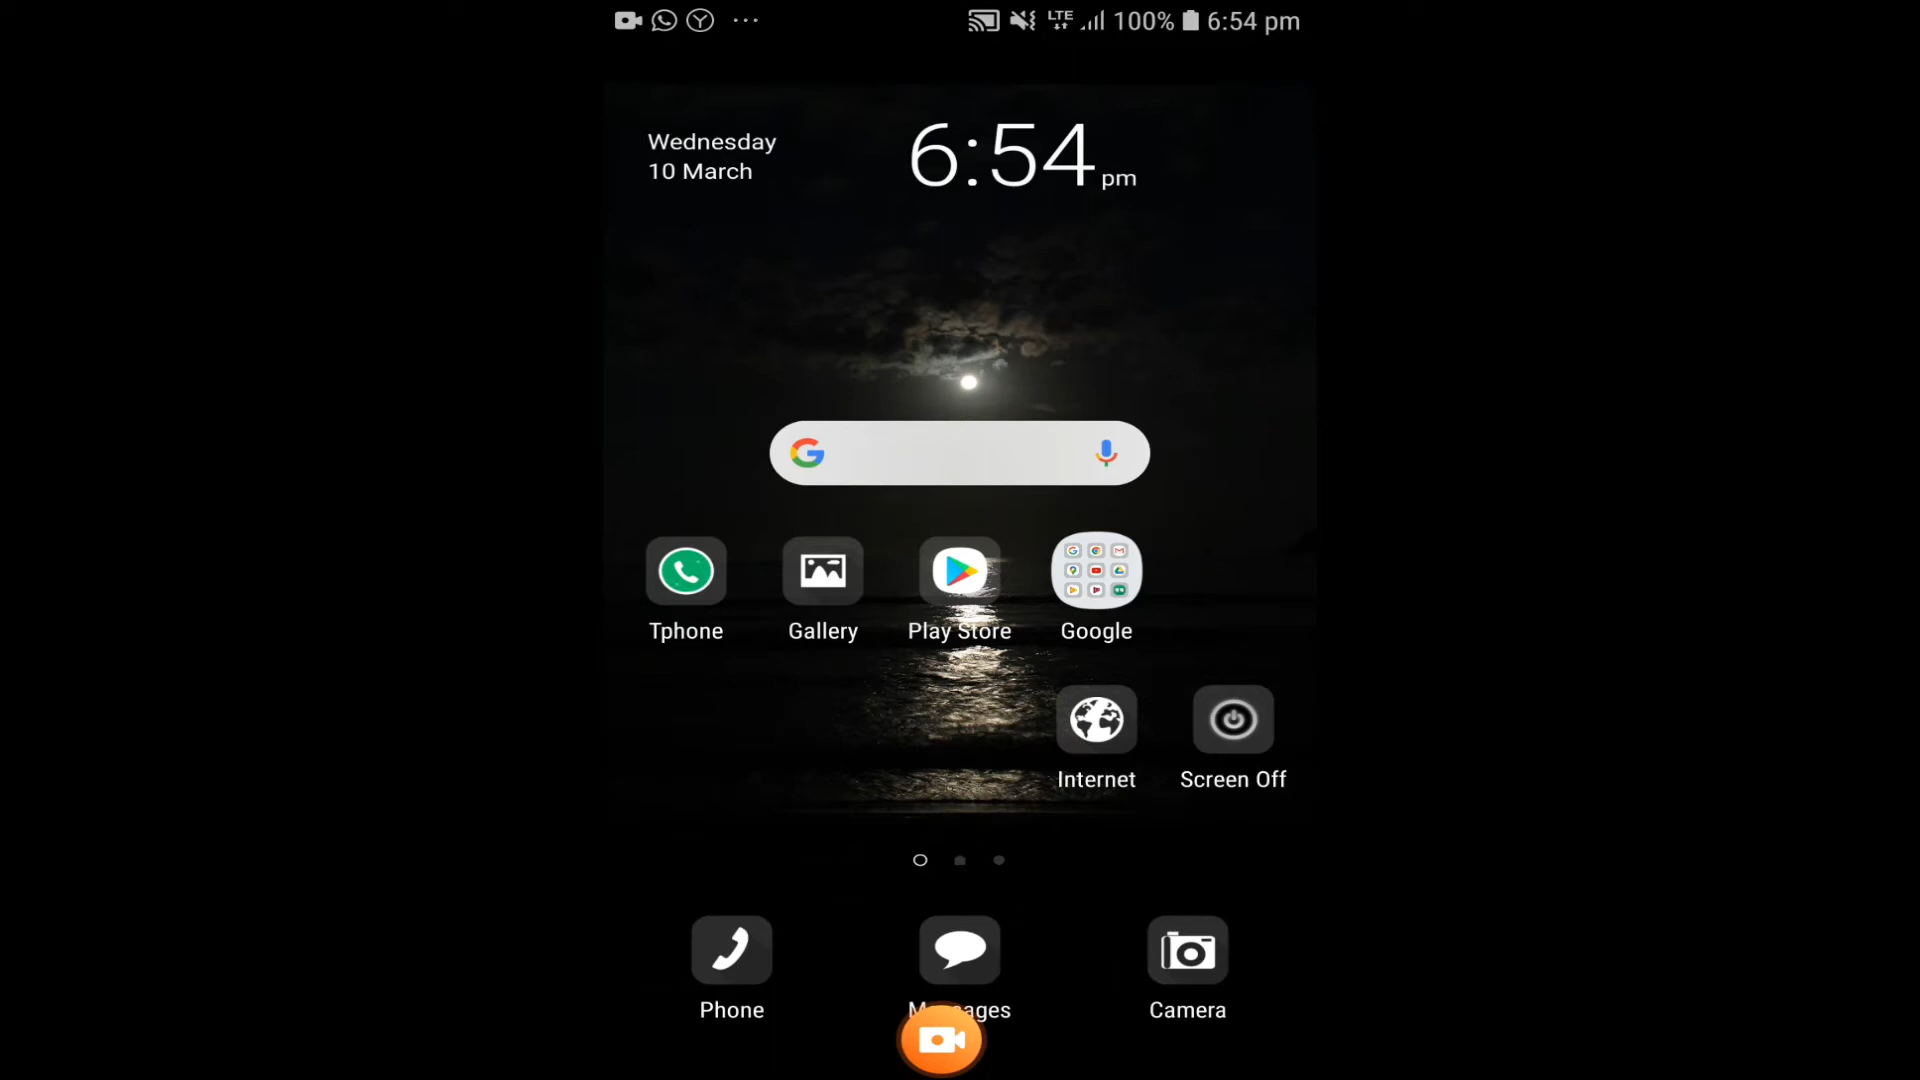 LTE 100% 6:54 pm
Wednesday
10 March
6:54 pm
Tphone Gallery Play Store Google
Internet Screen Off
Phone Camera